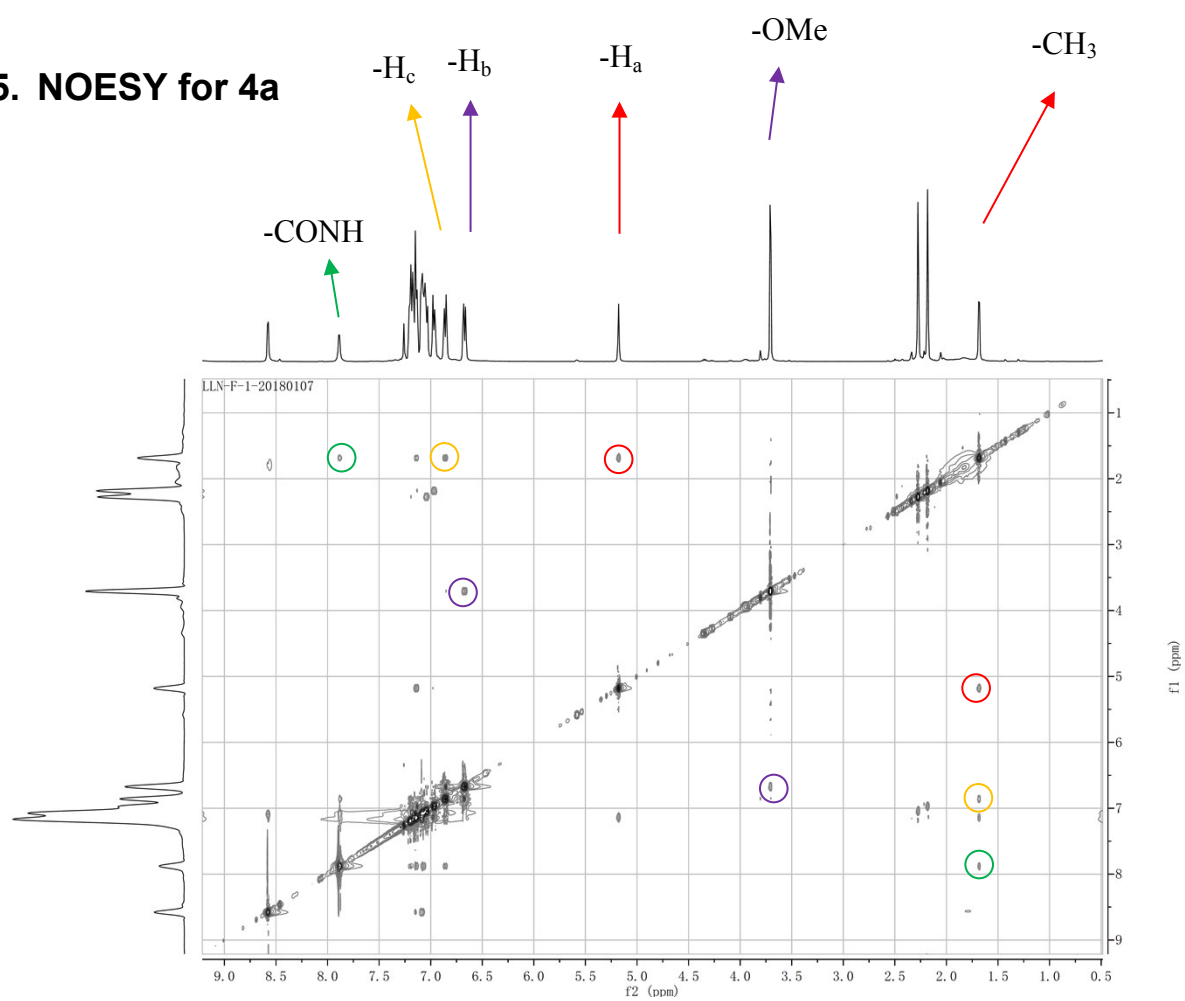 -OMe
-CH3
-Hc -Hb -Ha
5. NOESY for 4a
-CONH
LLN-F-1-20180107
1
2
3
4
5
6
7
8
9
f1 (ppm)
9.0 8.5 8.0 7.5 7.0 6.5 6.0 5.5 5.0 4.5 4.0 3.5 3.0 2.5 2.0 1.5 1.0 0.5
f2 (ppm)